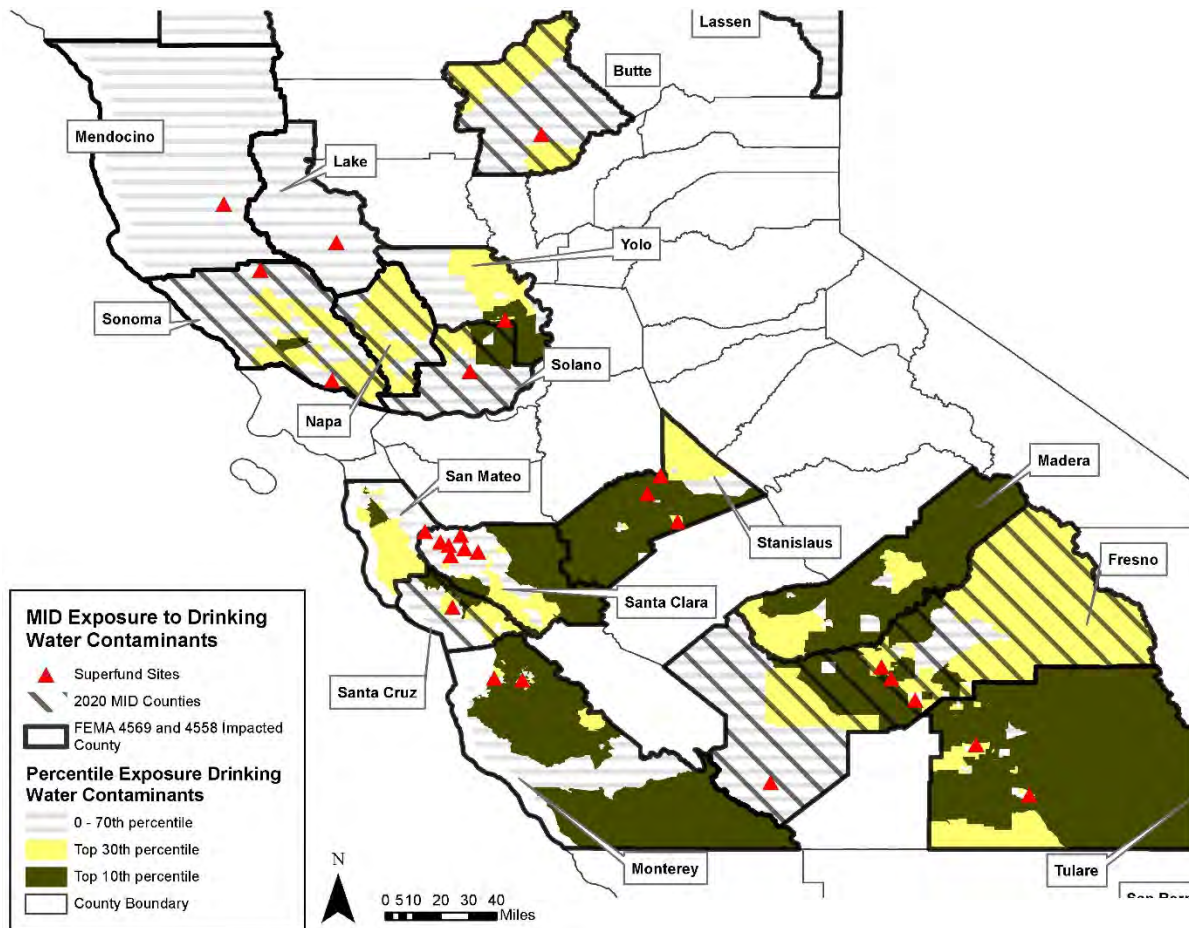 Lassen
Butte
Mendocino
Lake
Yolo
Sonoma
Solano
Napa
San Mateo
Madera
Stanislaus
Fresno
Santa Clara
Santa Cruz
Monterey
Tulare
MID Exposure to Drinking
Water Contaminants
Superfund Sites
2020 MID Counties
FEMA 4569 and 4558 Impacted
County
Percentile Exposure Drinking
Water Contaminants
0 - 70th percentile
Top 30th percentile
Top 10th percentile
County Boundary
N
0 5 10 20 30 40
Miles